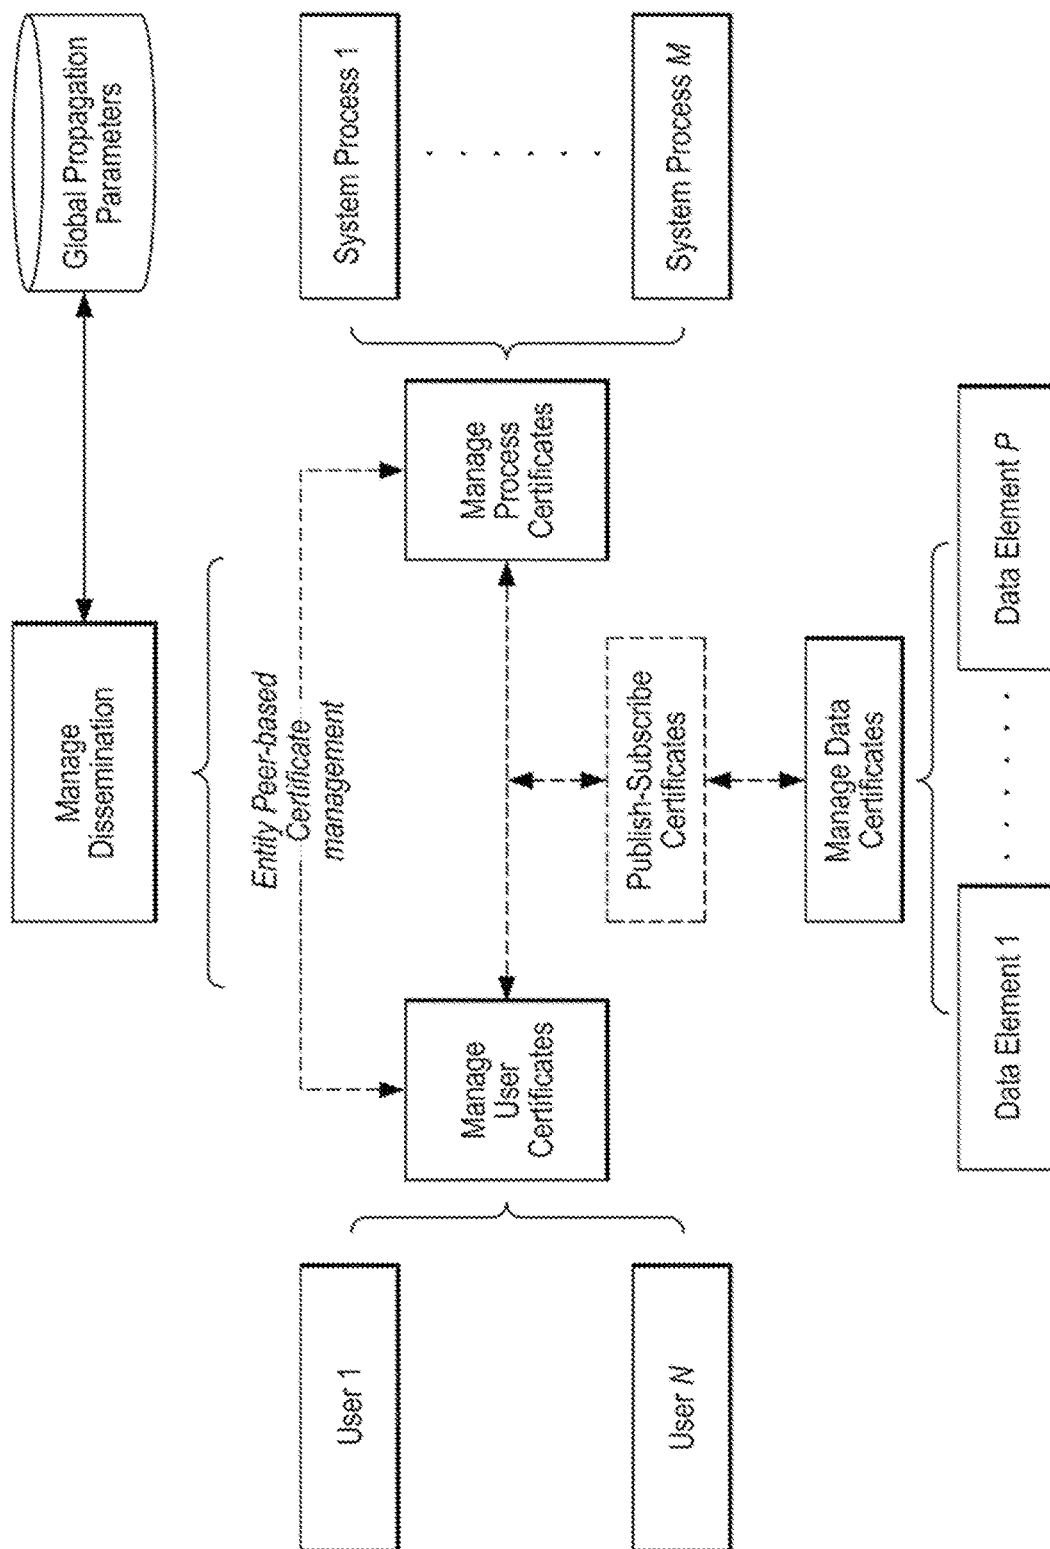 Manage
Dissemination
Global Propagation
Parameters
Entity Peer-based
Certificate
management
User 1
User N
Manage
User
Certificates
Manage
Process
Certificates
System Process 1
. . . . . .
System Process M
Publish-Subscribe
Certificates
Manage Data
Certificates
Data Element 1
. . . . . .
Data Element P